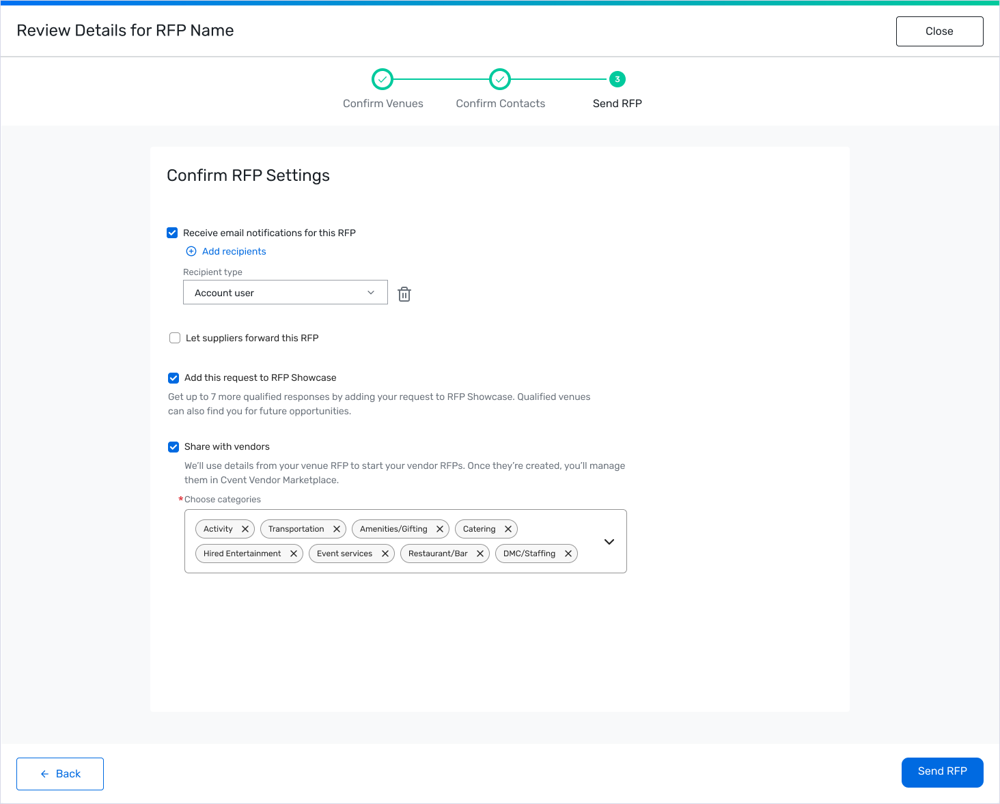 Review Details for RFP Name
Close
3
Confirm Venues
Confirm Contacts
Send RFP
Confirm RFP Settings
Receive email notifications for this RFP
Add recipients
Recipient type
Account user
Let suppliers forward this RFP
Add this request to RFP Showcase
Get up to 7 more qualified responses by adding your request to RFP Showcase. Qualified venues
can also find you for future opportunities.
Share with vendors
We’ll use details from your venue RFP to start your vendor RFPs. Once they’re created, you’ll manage
them in Cvent Vendor Marketplace.
*Choose categories
Activity Transportation Amenities/Gifting Catering
Hired Entertainment Event services Restaurant/Bar DMC/Staffing
Back
Send RFP